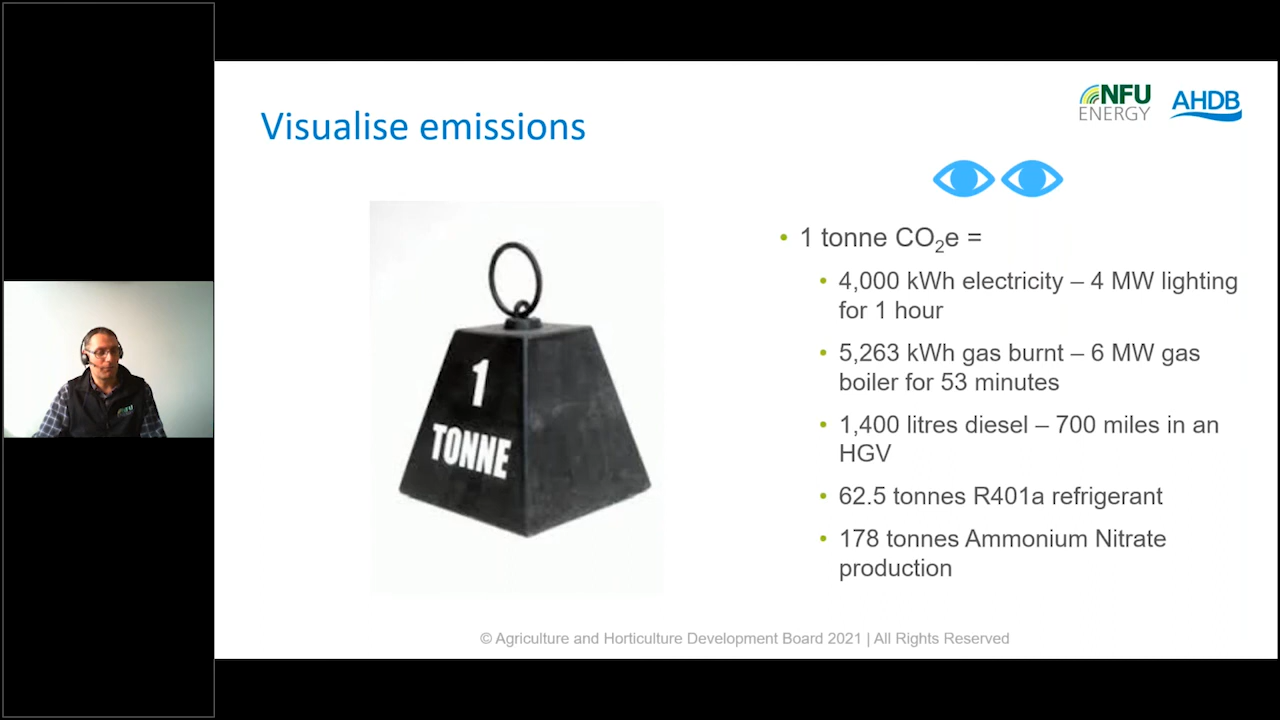 Visualise emissions
NFU
ENERGY
AHDB
1
TONNE
• 1 tonne CO₂e =
• 4,000 kWh electricity – 4 MW lighting
for 1 hour
• 5,263 kWh gas burnt – 6 MW gas
boiler for 53 minutes
• 1,400 litres diesel – 700 miles in an
HGV
• 62.5 tonnes R401a refrigerant
• 178 tonnes Ammonium Nitrate
production
© Agriculture and Horticulture Development Board 2021 | All Rights Reserved
NFU